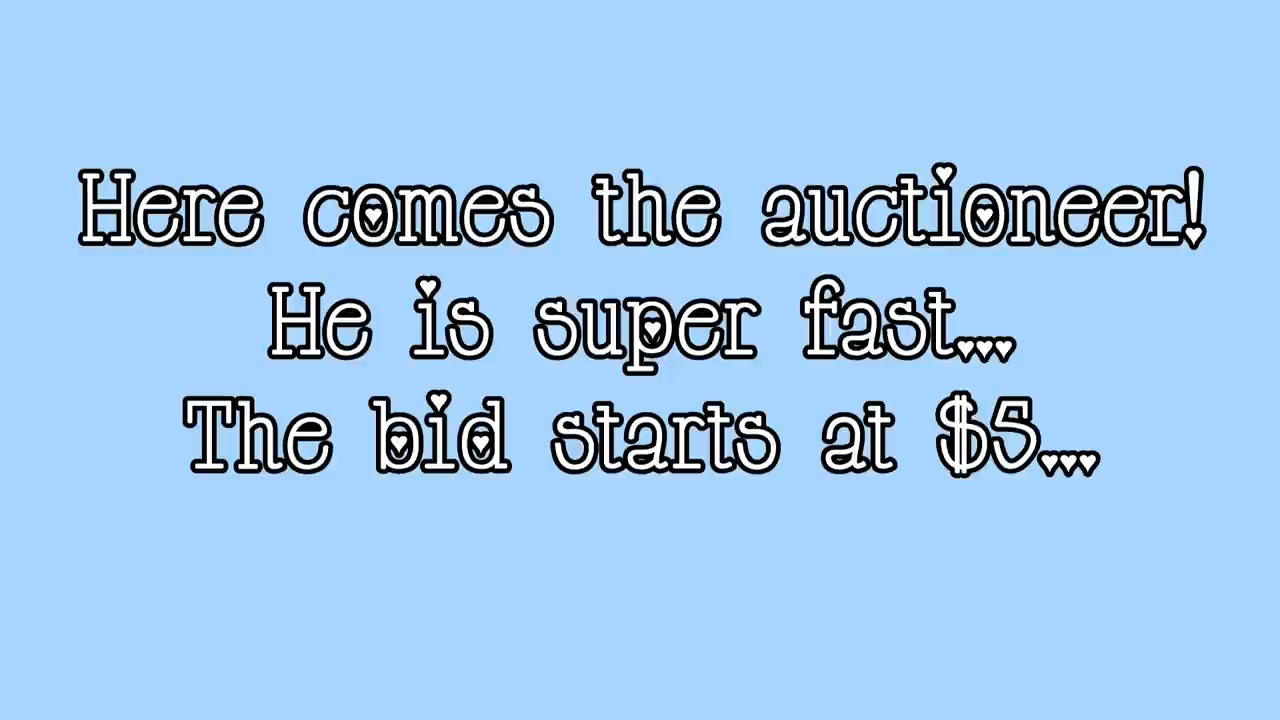 Here comes the auctioneer!
He is super fast...
The bid starts at $5...